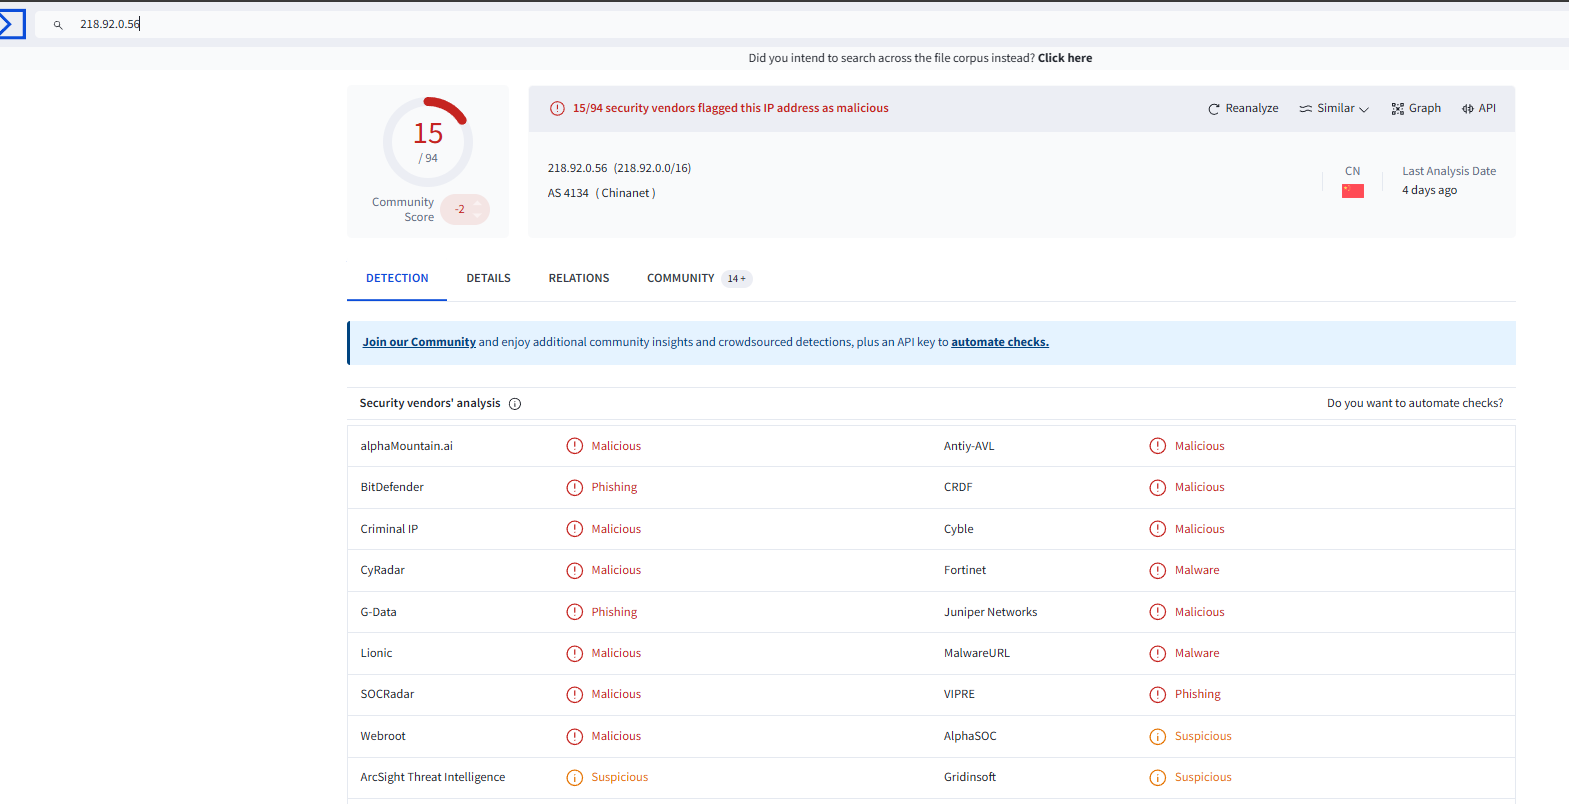 218.92.0.56
Did you intend to search across the file corpus instead? Click here
15
/ 94
Community Score
-2
15/94 security vendors flagged this IP address as malicious
Reanalyze
Similar
Graph
API
218.92.0.56 (218.92.0.0/16)
AS 4134 ( Chinanet )
CN
Last Analysis Date
4 days ago
DETECTION
DETAILS
RELATIONS
COMMUNITY 14 +
Join our Community and enjoy additional community insights and crowdsourced detections, plus an API key to automate checks.
Security vendors' analysis
Do you want to automate checks?
alphaMountain.ai Malicious Antiy-AVL Malicious
BitDefender Phishing CRDF Malicious
Criminal IP Malicious Cyble Malicious
CyRadar Malicious Fortinet Malware
G-Data Phishing Juniper Networks Malicious
Lionic Malicious MalwareURL Malware
SOCRadar Malicious VIPRE Phishing
Webroot Malicious AlphaSOC Suspicious
ArcSight Threat Intelligence Suspicious Gridinsoft Suspicious